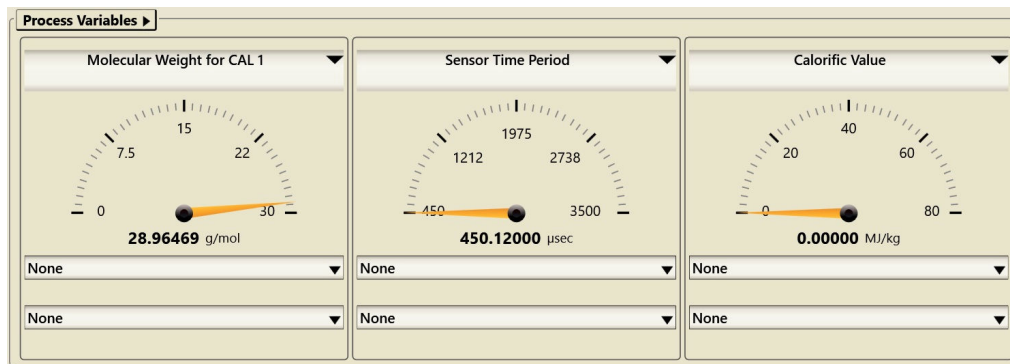 Process Variables
Molecular Weight for CAL 1
0
7.5
15
22
30
28.96469 g/mol
None
None
Sensor Time Period
450
1212
1975
2738
3500
450.12000 µsec
None
None
Calorific Value
0
20
40
60
80
0.00000 MJ/kg
None
None